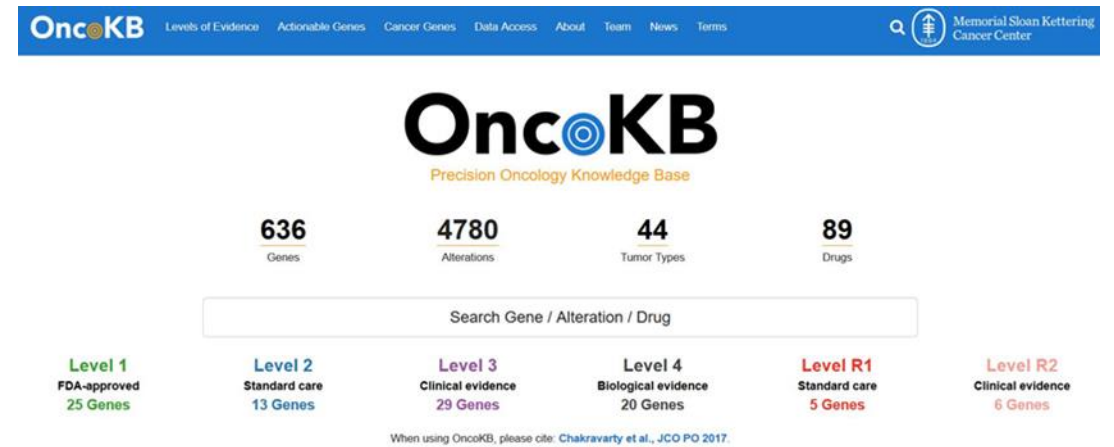 OncoKB Levels of Evidence Actionable Genes Cancer Genes Data Access About Team News Terms Memorial Sloan Kettering
Cancer Center
OncoKB
Precision Oncology Knowledge Base
636 4780 44 89
Genes Alterations Tumor Types Drugs
Search Gene / Alteration / Drug
Level 1 Level 2 Level 3 Level 4 Level R1 Level R2
FDA-approved Standard care Clinical evidence Biological evidence Standard care Clinical evidence
25 Genes 13 Genes 29 Genes 20 Genes 5 Genes 6 Genes
When using OncoKB, please cite: Chakravarty et al., JCO PO 2017.